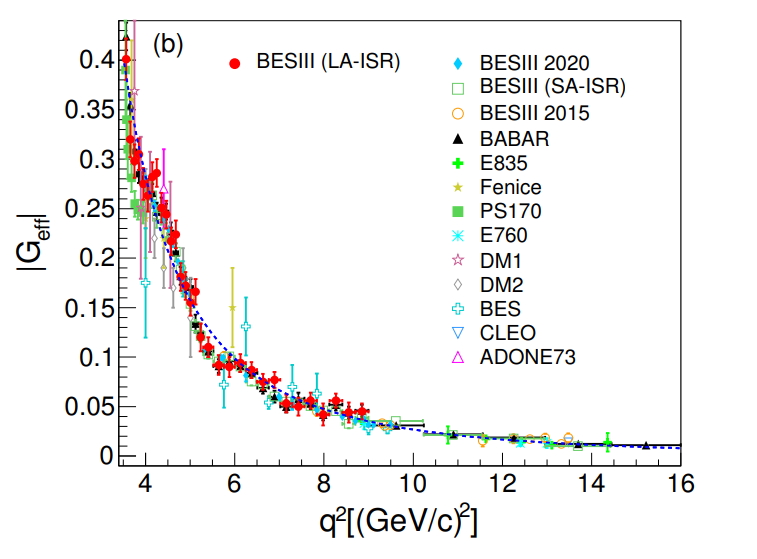 (b)
BESIII (LA-ISR)
BESIII 2020
BESIII (SA-ISR)
BESIII 2015
BABAR
E835
Fenice
PS170
E760
DM1
DM2
BES
CLEO
ADONE73
|G_eff|
0.4
0.35
0.3
0.25
0.2
0.15
0.1
0.05
0
4 6 8 10 12 14 16
q²[(GeV/c)²]